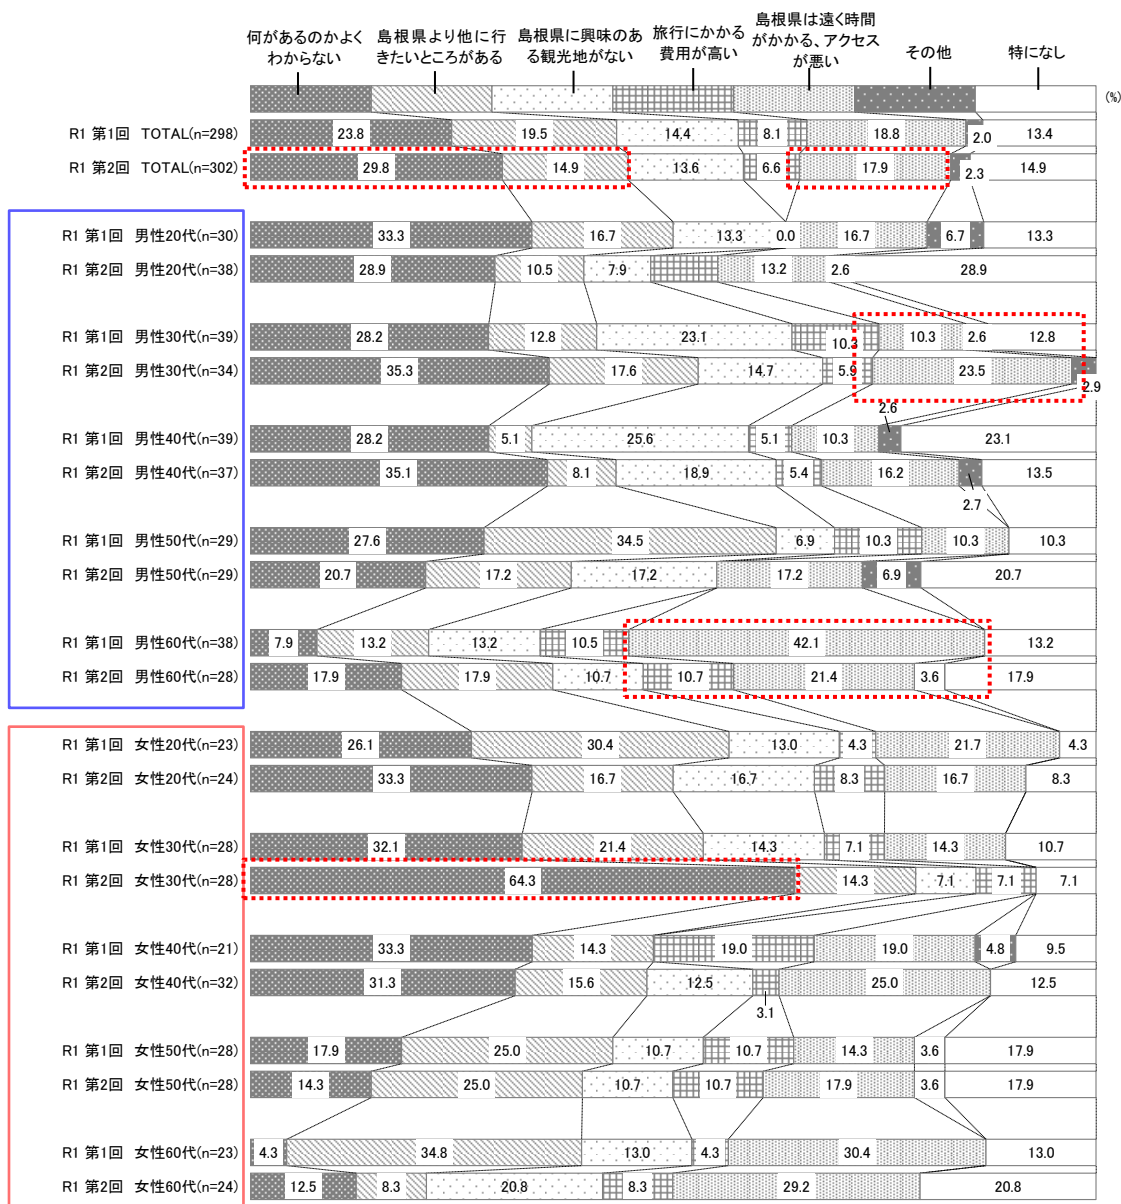 何があるのかよく
わからない
島根県より他に行
きたいところがある
島根県に興味のあ
る観光地がない
旅行にかかる
費用が高い
島根県は遠く時間
がかかる、アクセス
が悪い
その他
特になし
(%)
R1 第1回 TOTAL(n=298) 23.8 19.5 14.4 8.1 18.8 2.0 13.4
R1 第2回 TOTAL(n=302) 29.8 14.9 13.6 6.6 17.9 2.3 14.9
R1 第1回 男性20代(n=30) 33.3 16.7 13.3 0.0 16.7 6.7 13.3
R1 第2回 男性20代(n=38) 28.9 10.5 7.9 13.2 2.6 28.9
R1 第1回 男性30代(n=39) 28.2 12.8 23.1 10.3 10.3 2.6 12.8
R1 第2回 男性30代(n=34) 35.3 17.6 14.7 5.9 23.5 2.9
R1 第1回 男性40代(n=39) 28.2 5.1 25.6 5.1 10.3 2.6 23.1
R1 第2回 男性40代(n=37) 35.1 8.1 18.9 5.4 16.2 2.7 13.5
R1 第1回 男性50代(n=29) 27.6 34.5 6.9 10.3 10.3 10.3
R1 第2回 男性50代(n=29) 20.7 17.2 17.2 17.2 6.9 20.7
R1 第1回 男性60代(n=38) 7.9 13.2 13.2 10.5 42.1 13.2
R1 第2回 男性60代(n=28) 17.9 17.9 10.7 10.7 21.4 3.6 17.9
R1 第1回 女性20代(n=23) 26.1 30.4 13.0 4.3 21.7 4.3
R1 第2回 女性20代(n=24) 33.3 16.7 16.7 8.3 16.7 8.3
R1 第1回 女性30代(n=28) 32.1 21.4 14.3 7.1 14.3 10.7
R1 第2回 女性30代(n=28) 64.3 14.3 7.1 7.1 7.1
R1 第1回 女性40代(n=21) 33.3 14.3 19.0 19.0 4.8 9.5
R1 第2回 女性40代(n=32) 31.3 15.6 12.5 3.1 25.0 12.5
R1 第1回 女性50代(n=28) 17.9 25.0 10.7 10.7 14.3 3.6 17.9
R1 第2回 女性50代(n=28) 14.3 25.0 10.7 10.7 17.9 3.6 17.9
R1 第1回 女性60代(n=23) 4.3 34.8 13.0 4.3 30.4 13.0
R1 第2回 女性60代(n=24) 12.5 8.3 20.8 8.3 29.2 20.8